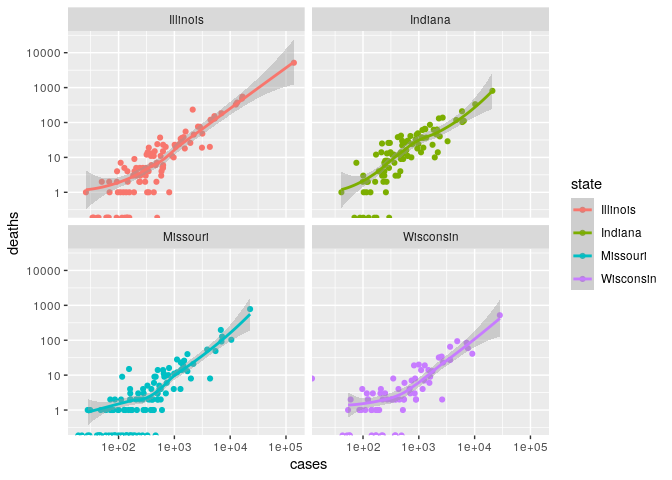 Illinois
Indiana
10000
1000
100
10
1
Missouri
Wisconsin
10000
1000
100
10
1
1e+02
1e+03
1e+04
1e+05
1e+02
1e+03
1e+04
1e+05
cases
deaths
state
Illinois
Indiana
Missouri
Wisconsin